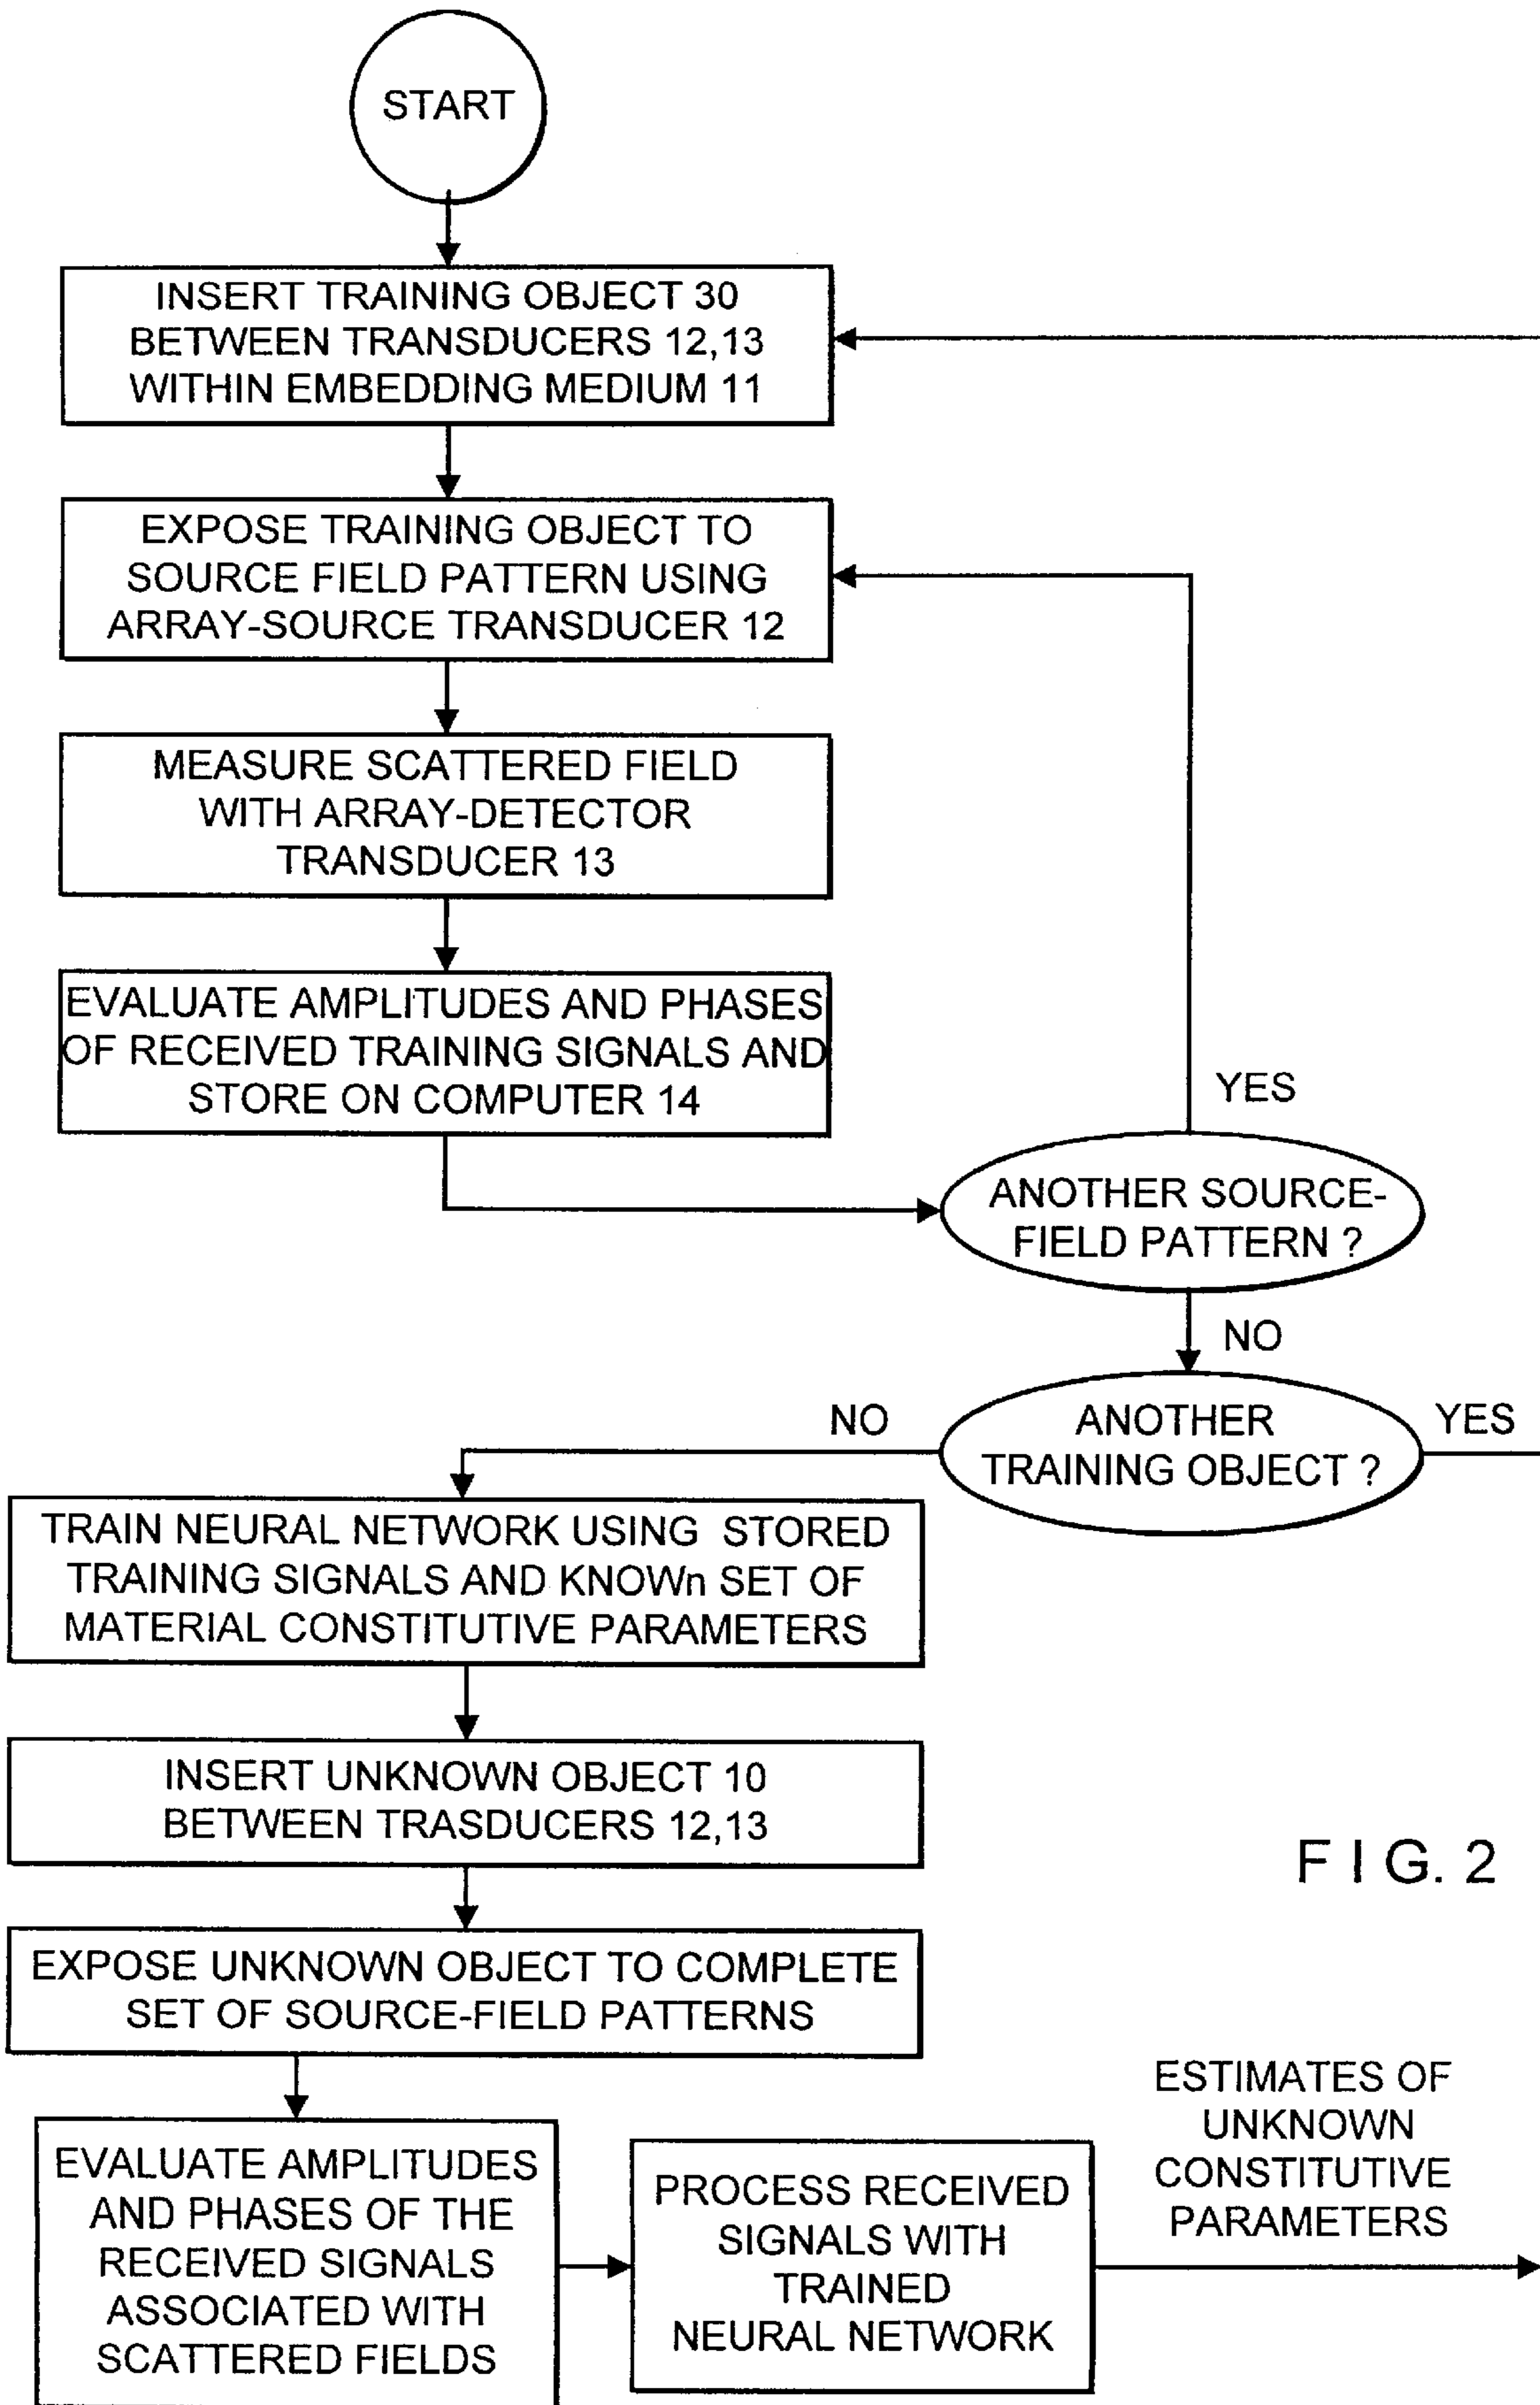 START
INSERT TRAINING OBJECT 30
BETWEEN TRANSDUCERS 12,13
WITHIN EMBEDDING MEDIUM 11
EXPOSE TRAINING OBJECT TO
SOURCE FIELD PATTERN USING
ARRAY-SOURCE TRANSDUCER 12
MEASURE SCATTERED FIELD
WITH ARRAY-DETECTOR
TRANSDUCER 13
EVALUATE AMPLITUDES AND PHASES
OF RECEIVED TRAINING SIGNALS AND
STORE ON COMPUTER 14
YES
ANOTHER SOURCE-
FIELD PATTERN ?
NO
ANOTHER
TRAINING OBJECT ?
YES
NO
TRAIN NEURAL NETWORK USING STORED
TRAINING SIGNALS AND KNOWn SET OF
MATERIAL CONSTITUTIVE PARAMETERS
INSERT UNKNOWN OBJECT 10
BETWEEN TRASDUCERS 12,13
FIG. 2
EXPOSE UNKNOWN OBJECT TO COMPLETE
SET OF SOURCE-FIELD PATTERNS
EVALUATE AMPLITUDES
AND PHASES OF THE
RECEIVED SIGNALS
ASSOCIATED WITH
SCATTERED FIELDS
PROCESS RECEIVED
SIGNALS WITH
TRAINED
NEURAL NETWORK
ESTIMATES OF
UNKNOWN
CONSTITUTIVE
PARAMETERS